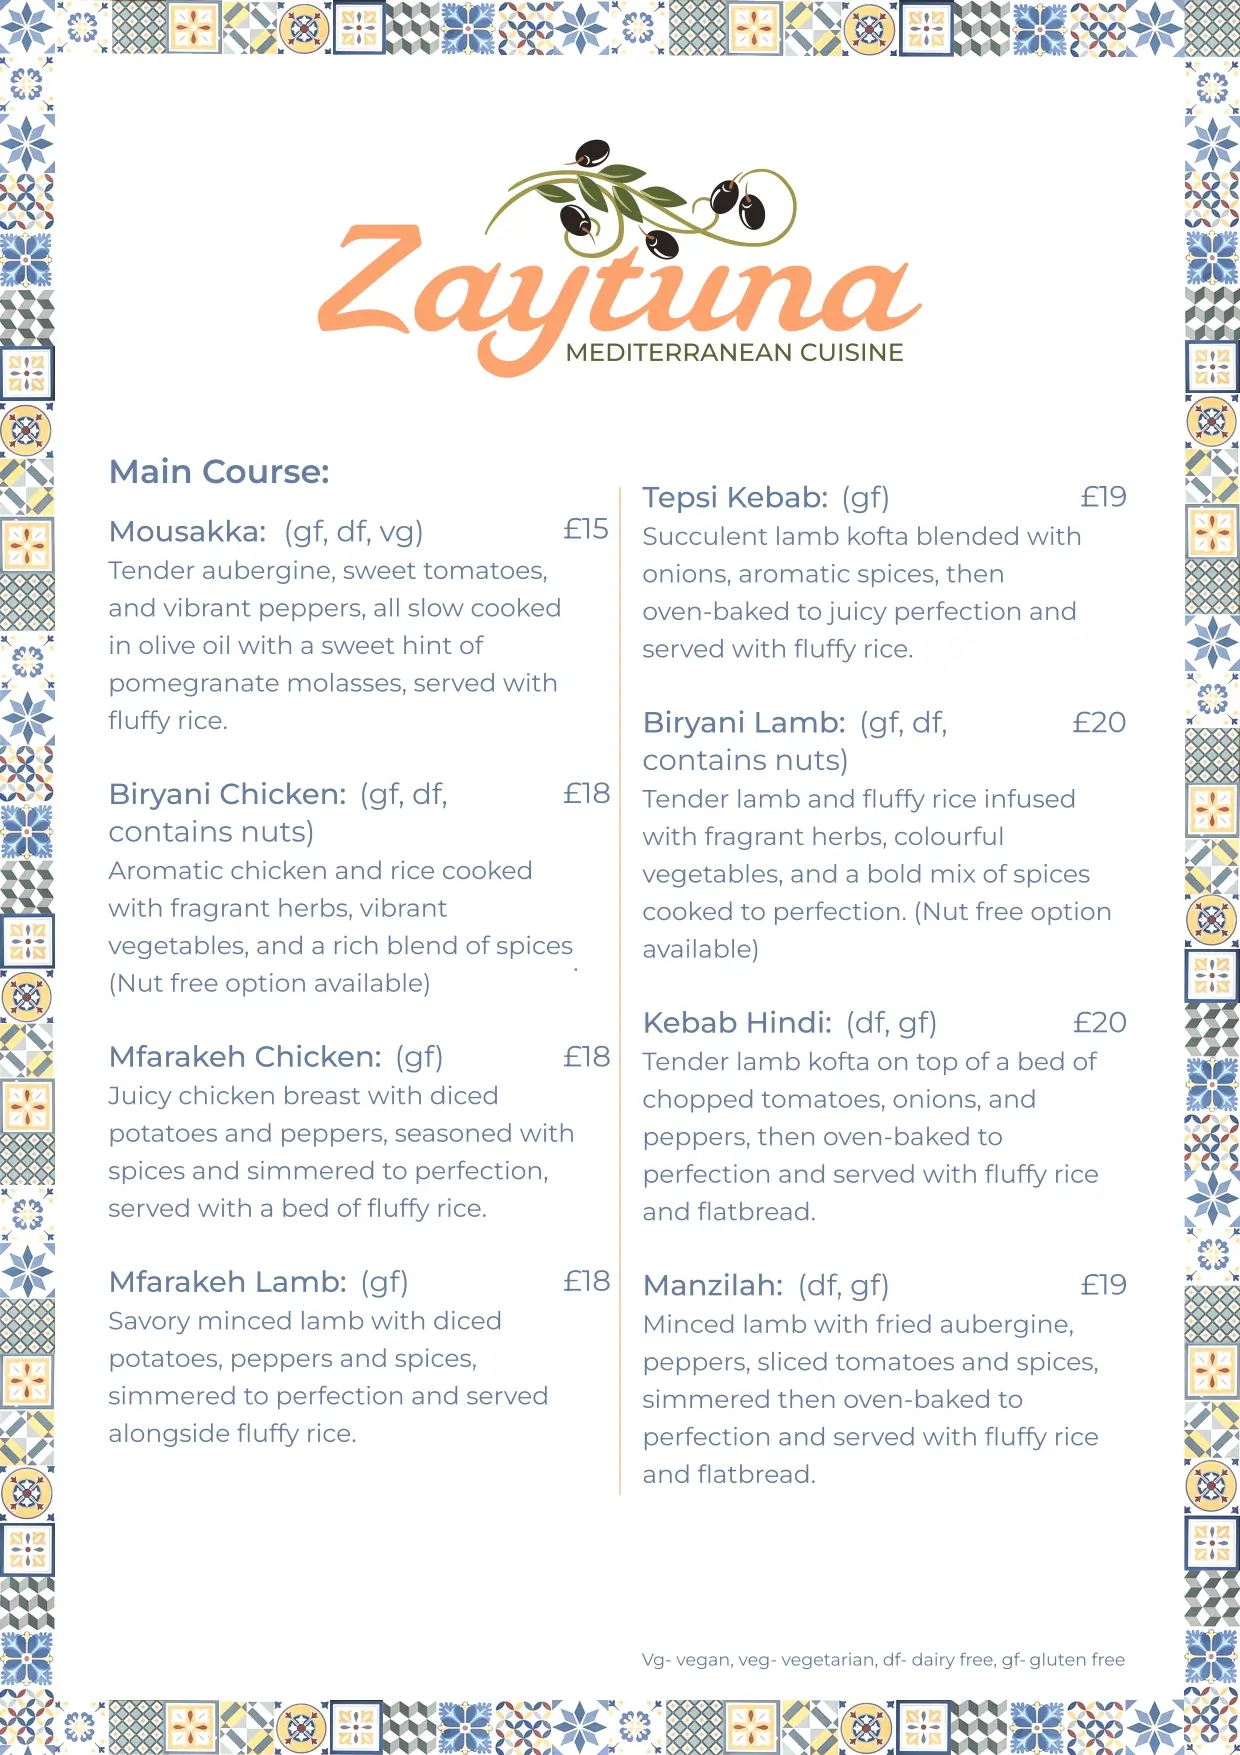 Zaytuna
MEDITERRANEAN CUISINE
Main Course:
Mousakka: (gf, df, vg) £15
Tender aubergine, sweet tomatoes,
and vibrant peppers, all slow cooked
in olive oil with a sweet hint of
pomegranate molasses, served with
fluffy rice.
Biryani Chicken: (gf, df, £18
contains nuts)
Aromatic chicken and rice cooked
with fragrant herbs, vibrant
vegetables, and a rich blend of spices
.
(Nut free option available)
Mfarakeh Chicken: (gf) £18
Juicy chicken breast with diced
potatoes and peppers, seasoned with
spices and simmered to perfection,
served with a bed of fluffy rice.
Mfarakeh Lamb: (gf) £18
Savory minced lamb with diced
potatoes, peppers and spices,
simmered to perfection and served
alongside fluffy rice.
Tepsi Kebab: (gf) £19
Succulent lamb kofta blended with
onions, aromatic spices, then
oven-baked to juicy perfection and
served with fluffy rice.
Biryani Lamb: (gf, df, £20
contains nuts)
Tender lamb and fluffy rice infused
with fragrant herbs, colourful
vegetables, and a bold mix of spices
cooked to perfection. (Nut free option
available)
Kebab Hindi: (df, gf) £20
Tender lamb kofta on top of a bed of
chopped tomatoes, onions, and
peppers, then oven-baked to
perfection and served with fluffy rice
and flatbread.
Manzilah: (df, gf) £19
Minced lamb with fried aubergine,
peppers, sliced tomatoes and spices,
simmered then oven-baked to
perfection and served with fluffy rice
and flatbread.
Vg- vegan, veg- vegetarian, df- dairy free, gf- gluten free